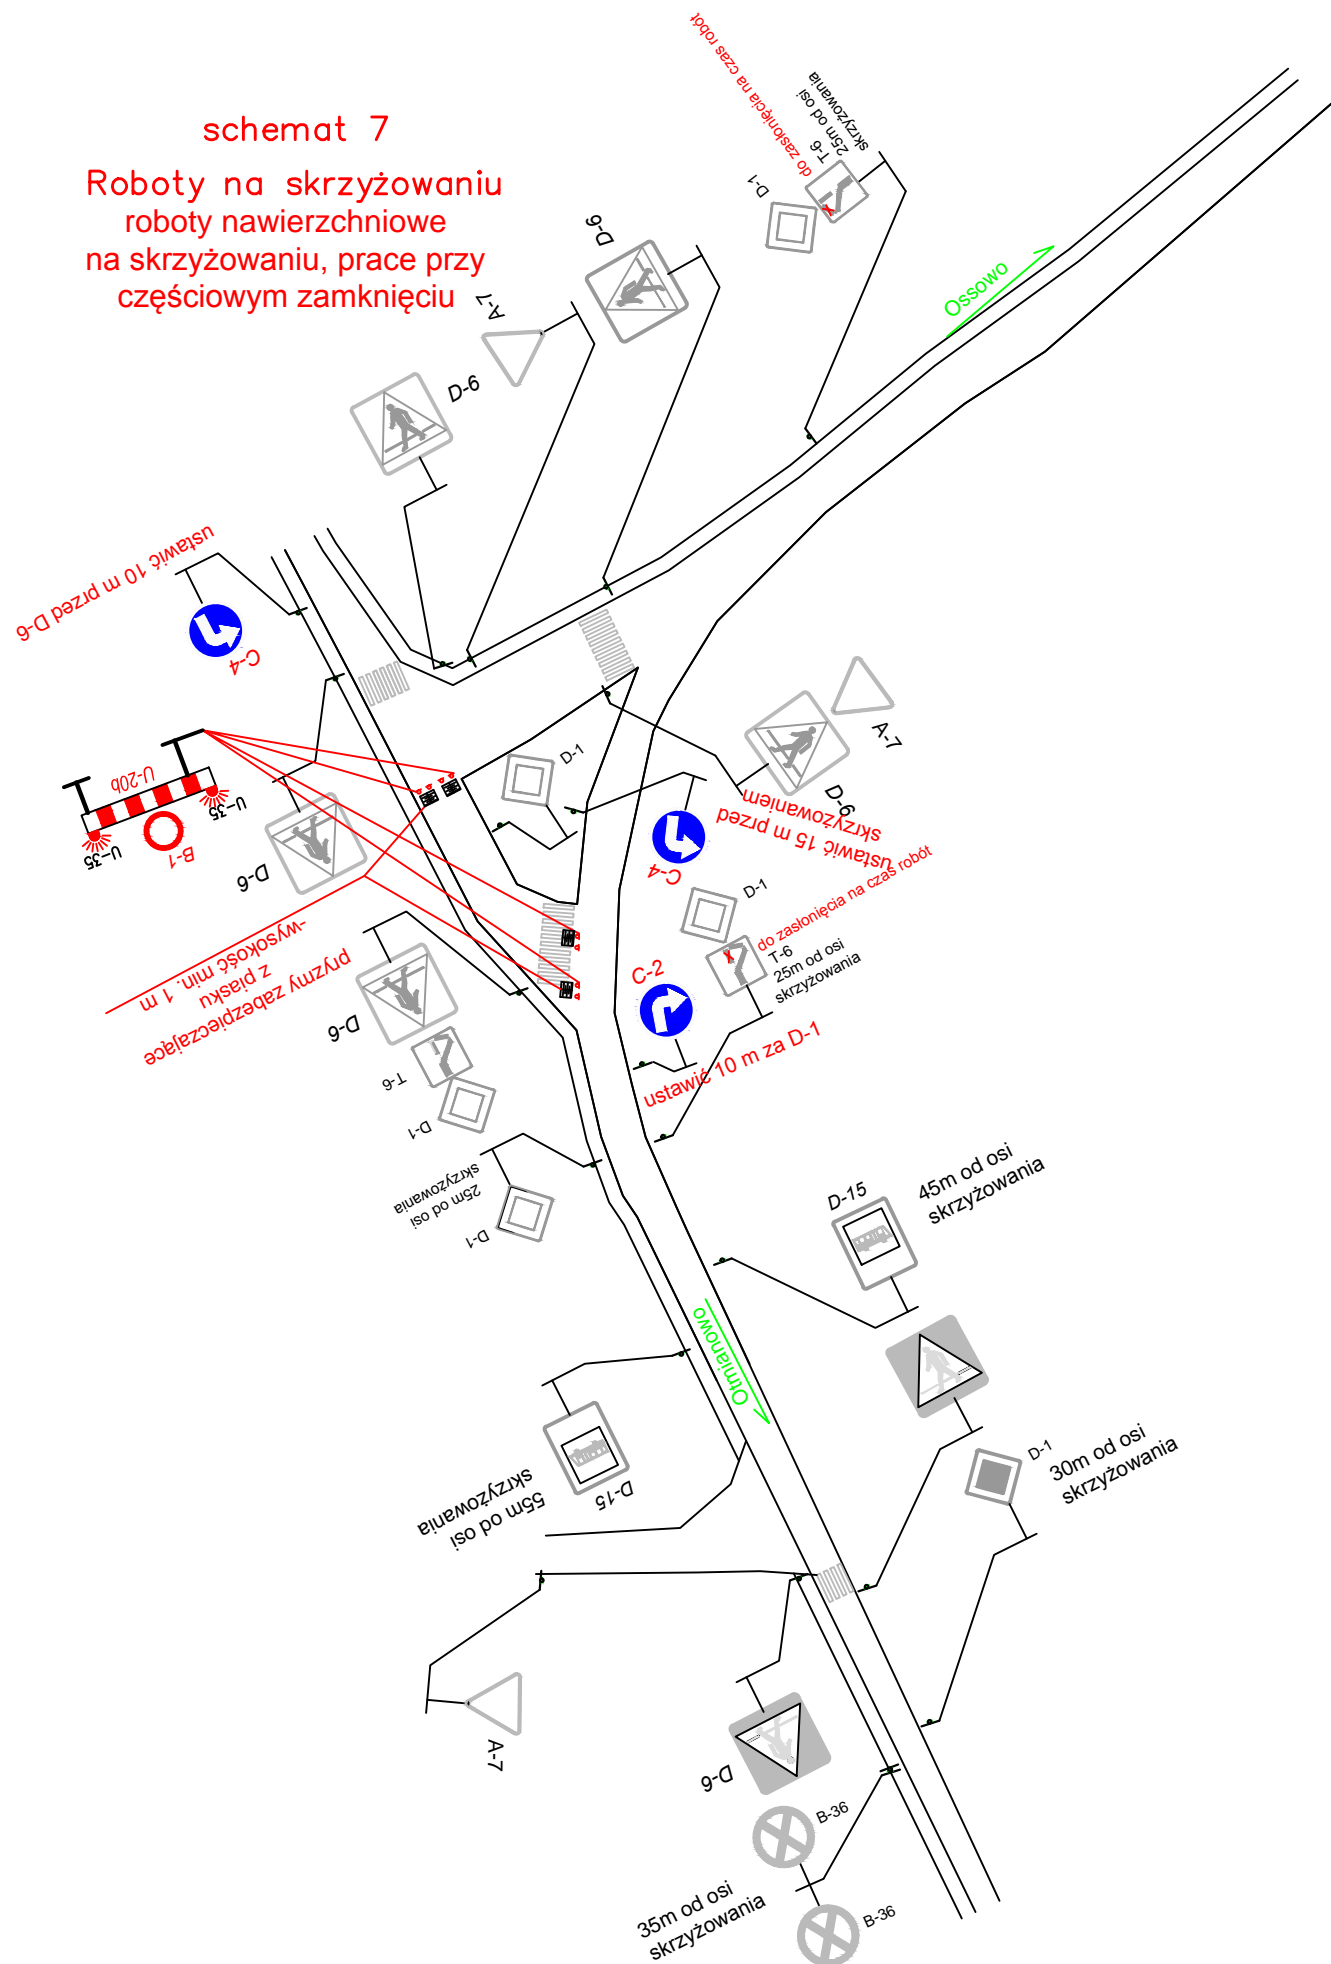 schemat 7
Roboty na skrzyżowaniu
roboty nawierzchniowe
na skrzyżowaniu, prace przy
częściowym zamknięciu
do zasłonięcia na czas robót
T-6
25m od osi
skrzyżowania
D-1
D-6
A-7
D-6
Ossowo
ustawić 10 m przed D-6
C-4
U-20b
U-35
U-35
B-1
D-6
D-1
A-7
D-6
ustawić 15 m przed
skrzyżowaniem
C-4
D-1
do zasłonięcia na czas robót
T-6
25m od osi
skrzyżowania
C-2
ustawić 10 m za D-1
pryzmy zabezpieczające
z piasku
-wysokość min. 1 m
D-6
T-6
D-1
25m od osi
skrzyżowania
D-1
D-15
45m od osi
skrzyżowania
Otmianowo
D-15
55m od osi
skrzyżowania
D-1
30m od osi
skrzyżowania
A-7
D-6
B-36
35m od osi
skrzyżowania
B-36